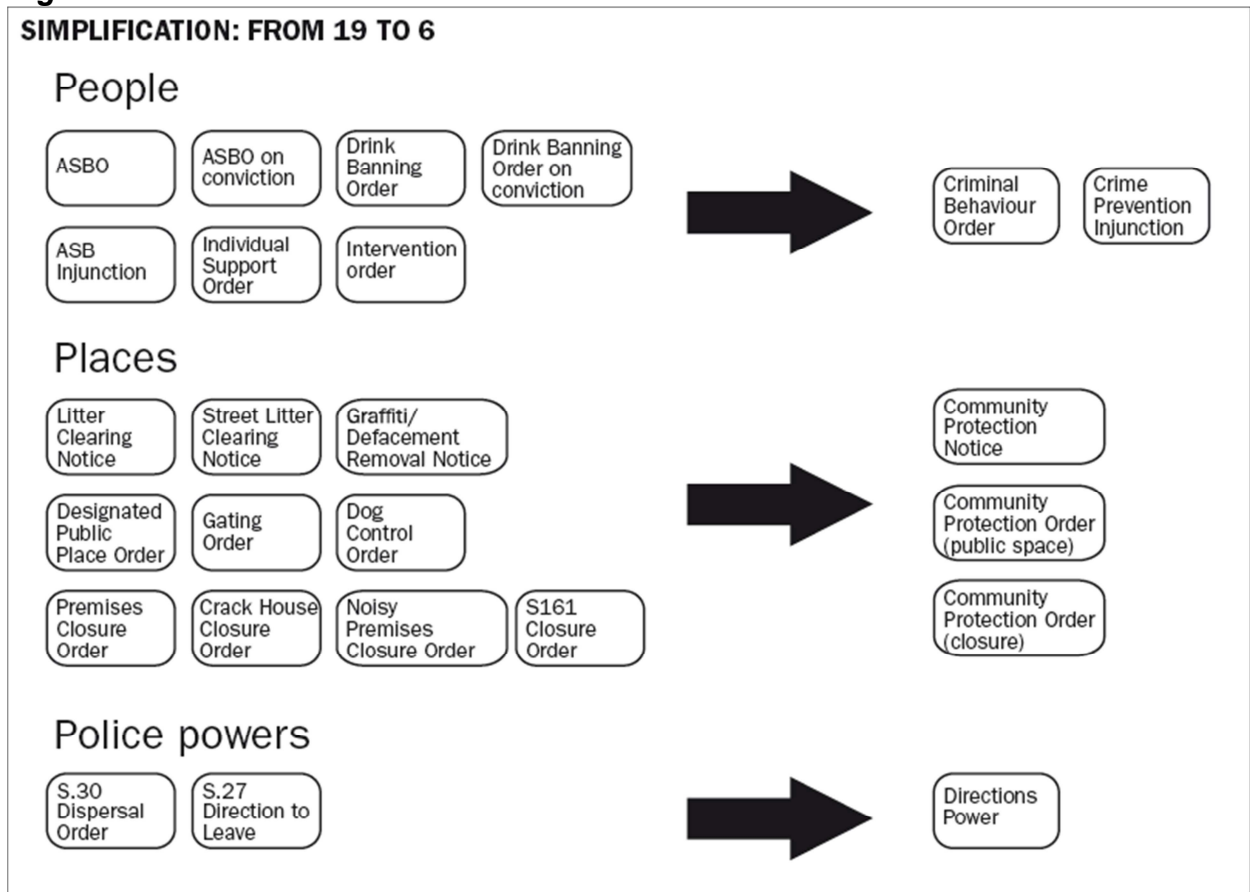 SIMPLIFICATION: FROM 19 TO 6
People
ASBO
ASBO on
conviction
Drink
Banning
Order
Drink Banning
Order on
conviction
ASB
Injunction
Individual
Support
Order
Intervention
order
Criminal
Behaviour
Order
Crime
Prevention
Injunction
Places
Litter
Clearing
Notice
Street Litter
Clearing
Notice
Graffiti/
Defacement
Removal Notice
Designated
Public
Place Order
Gating
Order
Dog
Control
Order
Premises
Closure
Order
Crack House
Closure
Order
Noisy
Premises
Closure Order
S161
Closure
Order
Community
Protection
Notice
Community
Protection Order
(public space)
Community
Protection Order
(closure)
Police powers
S.30
Dispersal
Order
S.27
Direction to
Leave
Directions
Power